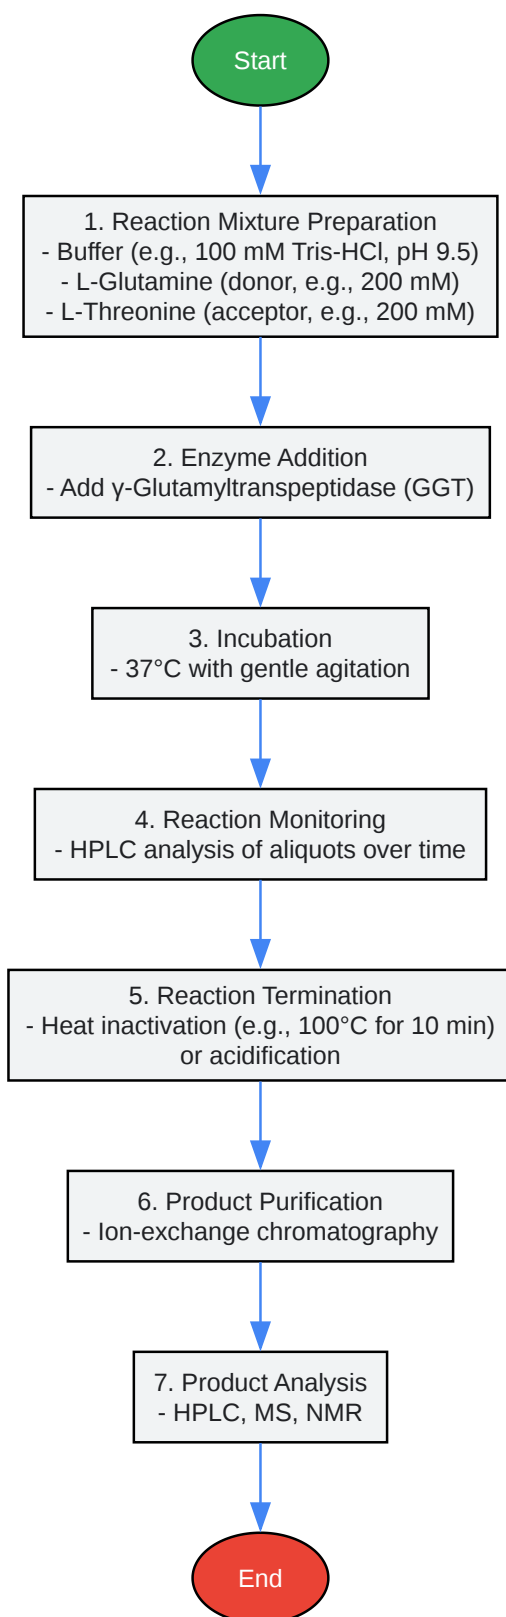 Start
1. Reaction Mixture Preparation
- Buffer (e.g., 100 mM Tris-HCl, pH 9.5)
- L-Glutamine (donor, e.g., 200 mM)
- L-Threonine (acceptor, e.g., 200 mM)
2. Enzyme Addition
- Add γ-Glutamyltranspeptidase (GGT)
3. Incubation
- 37°C with gentle agitation
4. Reaction Monitoring
- HPLC analysis of aliquots over time
5. Reaction Termination
- Heat inactivation (e.g., 100°C for 10 min)
or acidification
6. Product Purification
- Ion-exchange chromatography
7. Product Analysis
- HPLC, MS, NMR
End